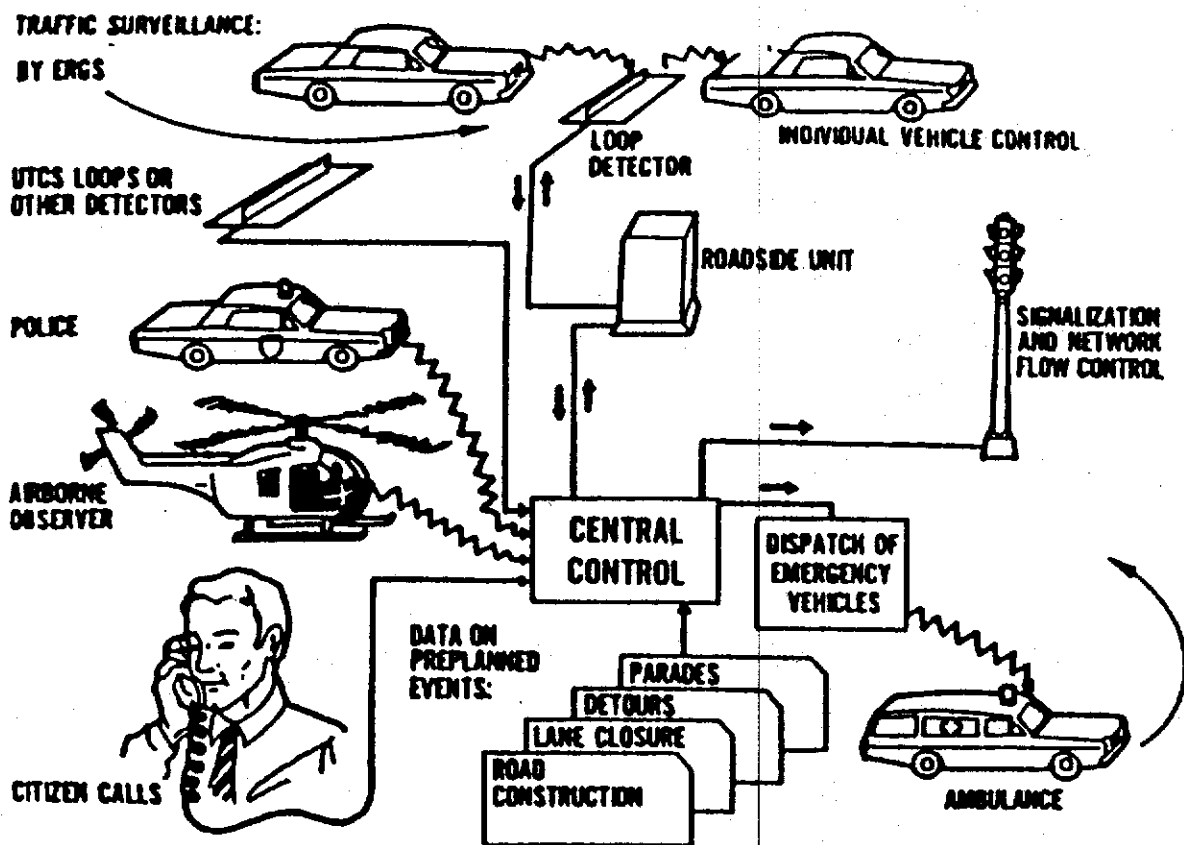 TRAFFIC SURVEILLANCE:
BY ERGS
LOOP
DETECTOR
INDIVIDUAL VEHICLE CONTROL
UTCS LOOPS OR
OTHER DETECTORS
ROADSIDE UNIT
POLICE
SIGNALIZATION
AND NETWORK
FLOW CONTROL
AIRBORNE
OBSERVER
CENTRAL
CONTROL
DISPATCH OF
EMERGENCY
VEHICLES
DATA ON
PREPLANNED
EVENTS:
PARADES
DETOURS
LANE CLOSURE
ROAD
CONSTRUCTION
CITIZEN CALLS
AMBULANCE